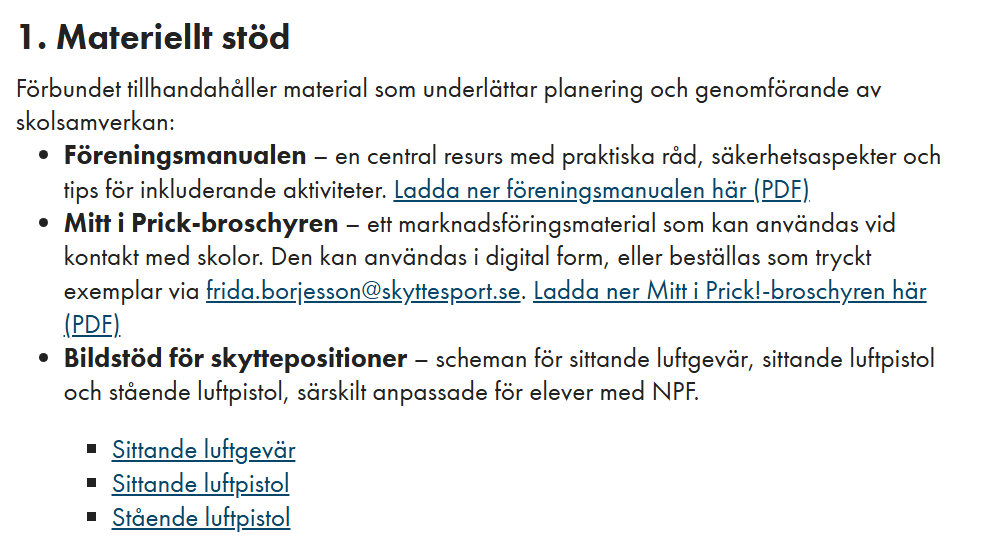 1. Materiellt stöd
Förbundet tillhandahåller material som underlättar planering och genomförande av
skolsamverkan:
• Föreningsmanualen – en central resurs med praktiska råd, säkerhetsaspekter och
tips för inkluderande aktiviteter. Ladda ner föreningsmanualen här (PDF)
• Mitt i Prick-broschyren – ett marknadsföringsmaterial som kan användas vid
kontakt med skolor. Den kan användas i digital form, eller beställas som tryckt
exemplar via frida.borjesson@skyttesport.se. Ladda ner Mitt i Prick!-broschyren här
(PDF)
• Bildstöd för skyttepositioner – scheman för sittande luftgevär, sittande luftpistol
och stående luftpistol, särskilt anpassade för elever med NPF.
▪ Sittande luftgevär
▪ Sittande luftpistol
▪ Stående luftpistol